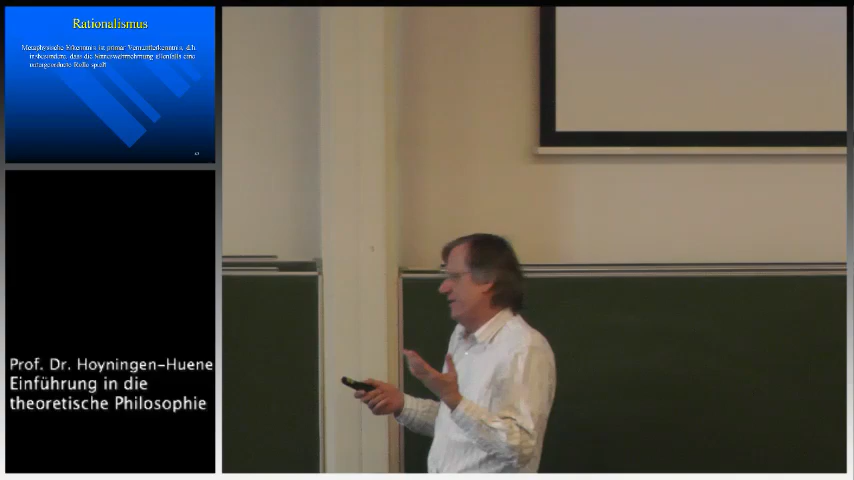 Rationalismus
Metaphysische Erkenntnis ist primär Vernunfterkenntnis, d.h.
insbesondere, dass die Sinneswahrnehmung allenfalls eine
untergeordnete Rolle spielt
Prof. Dr. Hoyningen-Huene
Einführung in die
theoretische Philosophie